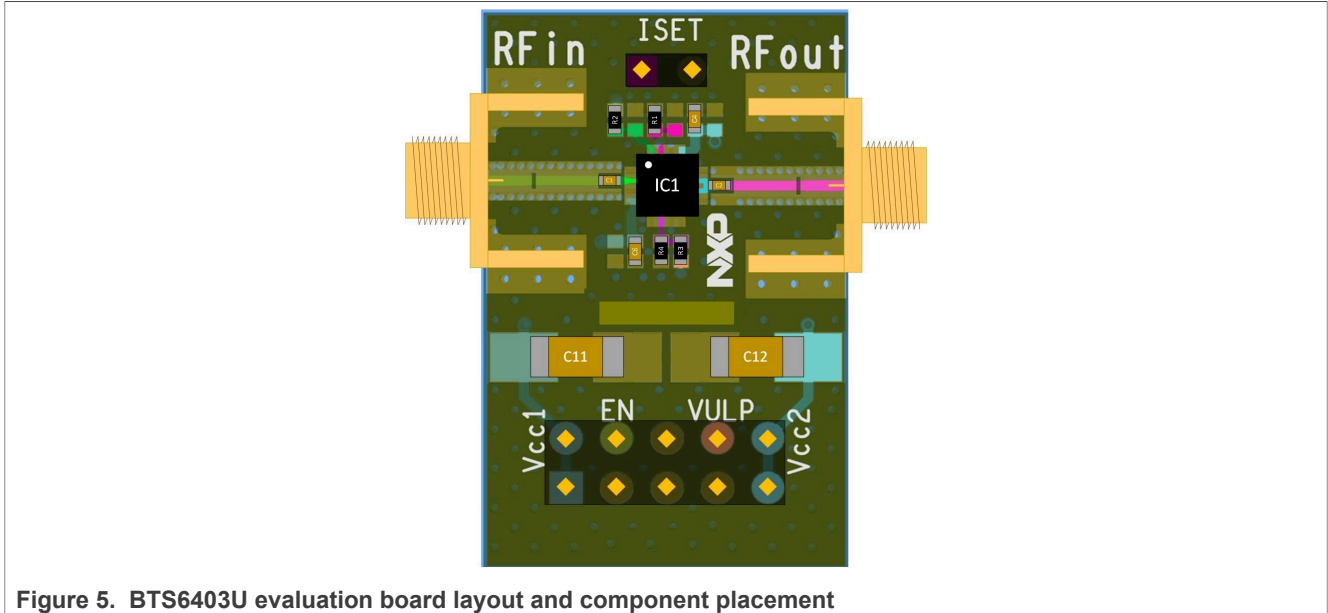 ISET
RFin
RFout
R2
R1
C1
IC1
C2
R4
R3
NXP
C11
C12
EN
VULP
Vcc1
Vcc2
Figure 5. BTS6403U evaluation board layout and component placement